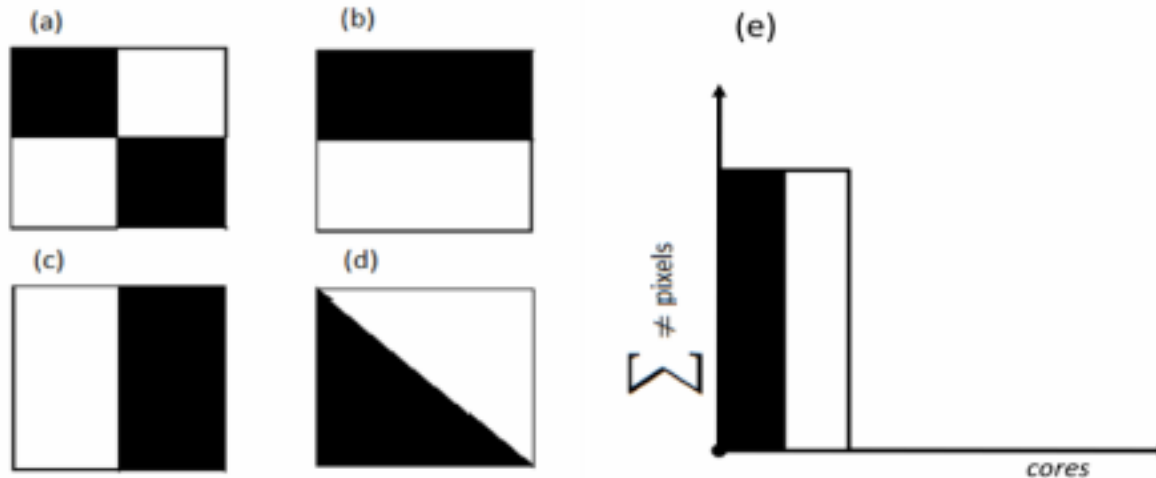 (a)
(b)
(c)
(d)
(e)
∑ ≠ pixels
cores